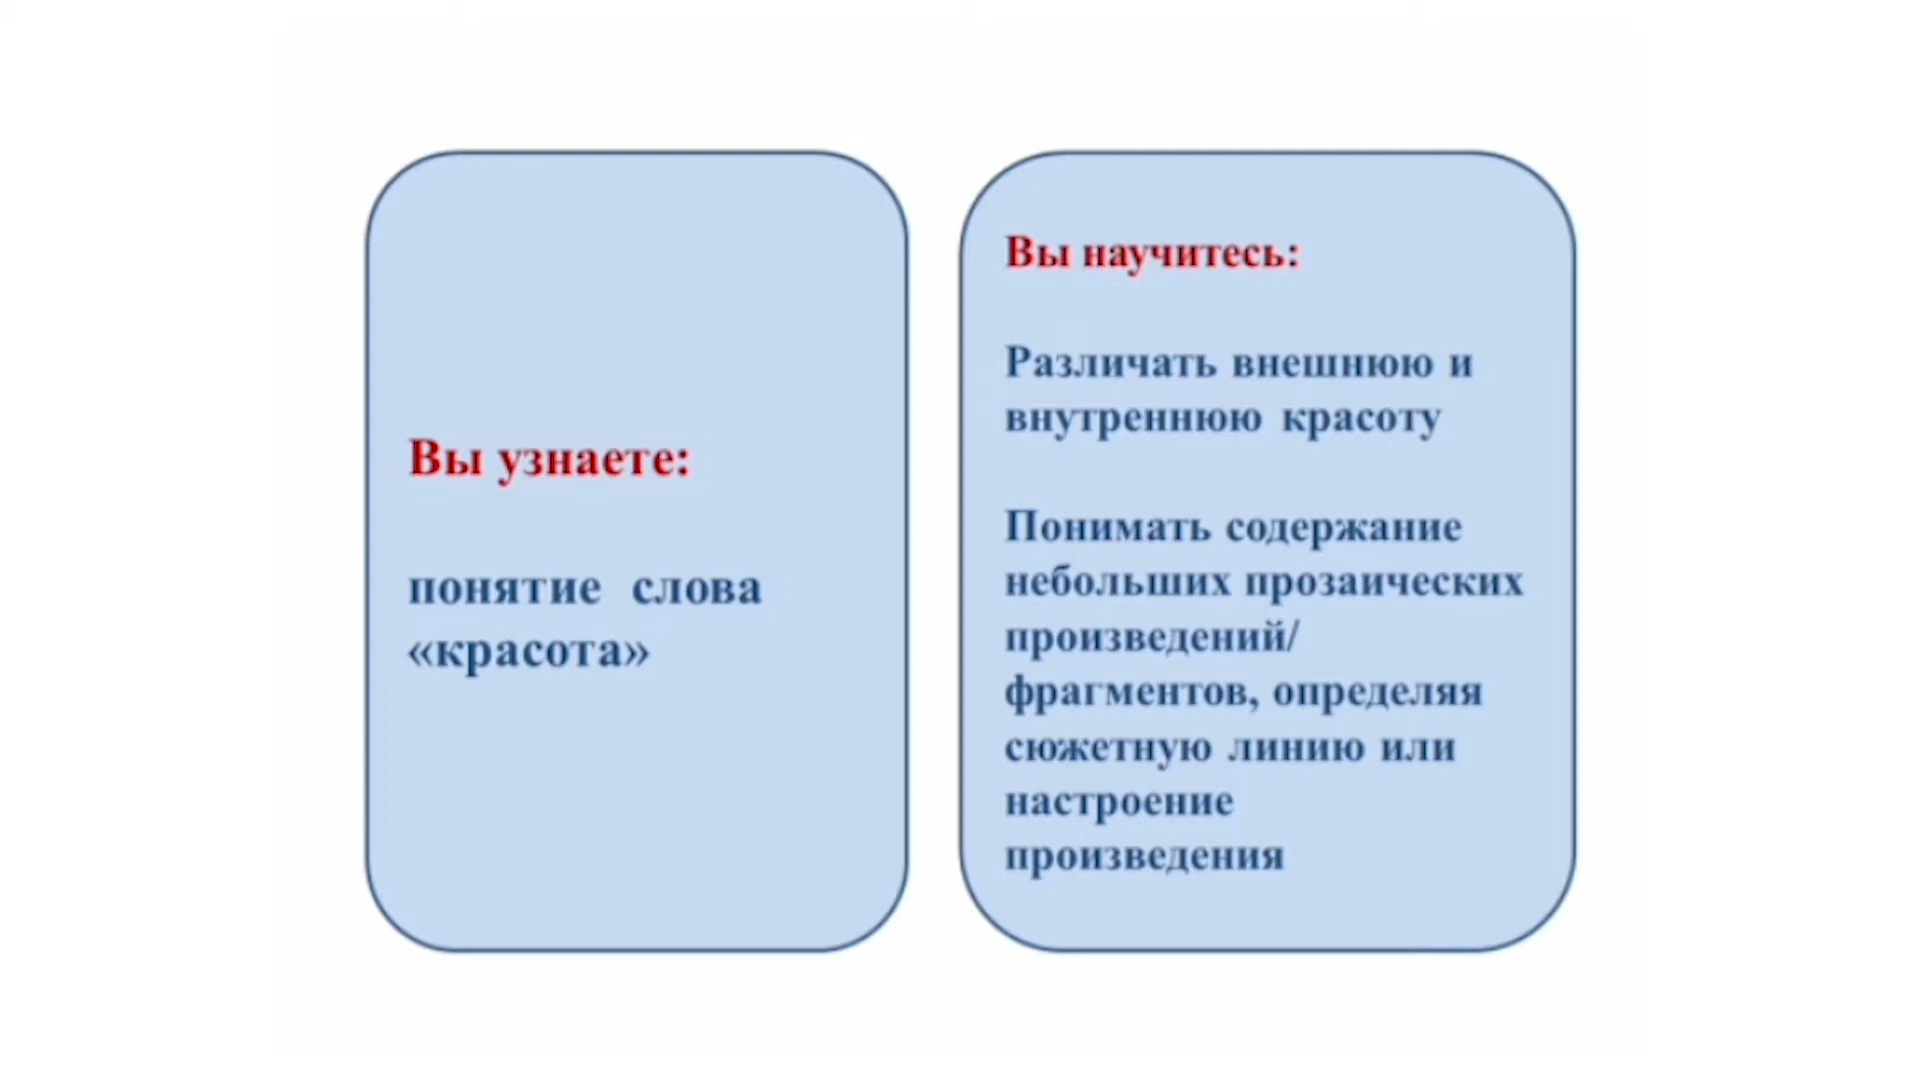 Вы узнаете:
понятие слова
«красота»
Вы научитесь:
Различать внешнюю и
внутреннюю красоту
Понимать содержание
небольших прозаических
произведений/
фрагментов, определяя
сюжетную линию или
настроение
произведения